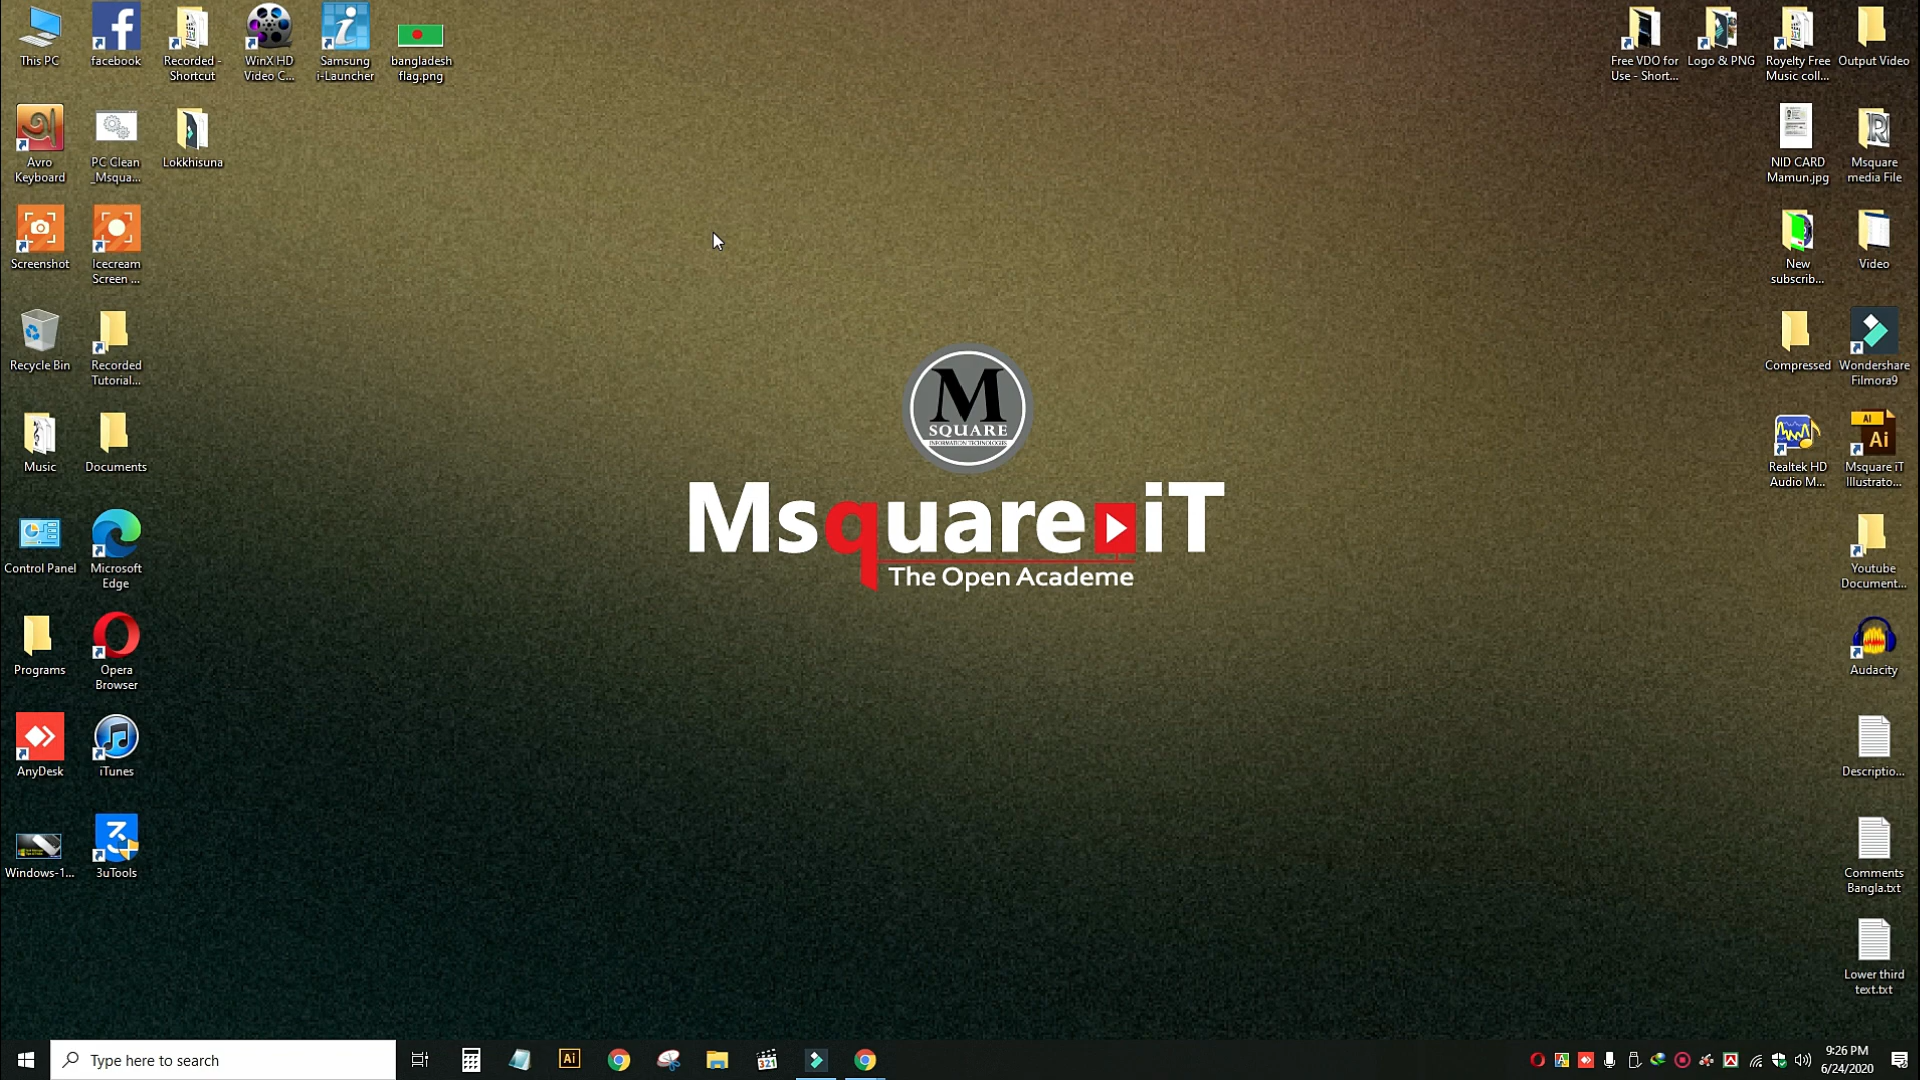 This PC
facebook
Recorded -
Shortcut
WinX HD
Video C...
Samsung
i-Launcher
bangladesh
flag.png
Free VDO for
Use - Short...
Logo & PNG
Royelty Free
Music coll...
Output Video
অ
Avro
Keyboard
PC Clean
_Msqua...
Lokkhisuna
NID CARD
Mamun.jpg
Msquare
media File
Screenshot
Icecream
Screen ...
New
subscrib...
Video
Recycle Bin
Recorded
Tutorial...
Compressed
Wondershare
Filmora9
Music
Documents
Realtek HD
Audio M...
Ai
Msquare iT
Illustrato...
M
SQUARE
INFORMATION TECHNOLOGIES
Msquare iT
The Open Academe
Control Panel
Microsoft
Edge
Youtube
Document...
Programs
Opera
Browser
Audacity
AnyDesk
iTunes
Descriptio...
Windows-1...
3uTools
Comments
Bangla.txt
Lower third
text.txt
Type here to search
Ai
321
9:26 PM
6/24/2020